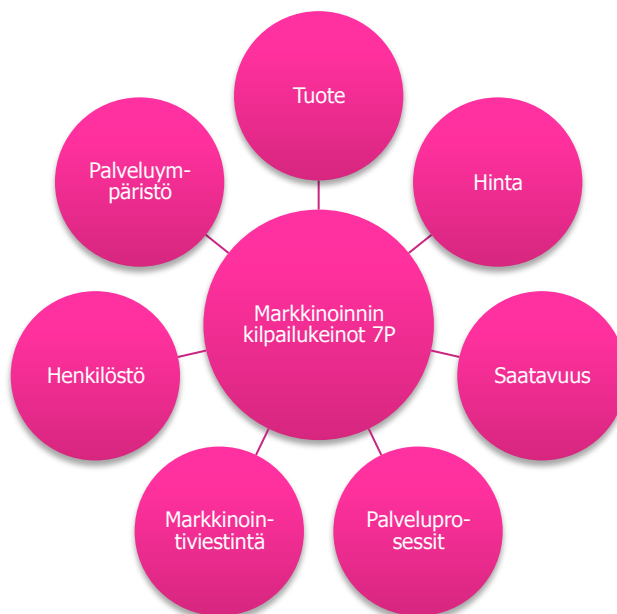 Tuote
Hinta
Saatavuus
Palvelupro-
sessit
Markkinoin-
tiviestintä
Henkilöstö
Palveluym-
päristö
Markkinoinnin
kilpailukeinot 7P